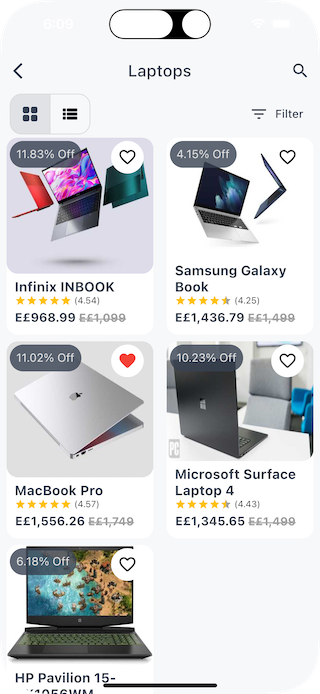 6:09
Laptops
Filter
11.83% Off
Infinix INBOOK
(4.54)
E£968.99 E£1,099
4.15% Off
Samsung Galaxy
Book
(4.25)
E£1,436.79 E£1,499
11.02% Off
MacBook Pro
(4.57)
E£1,556.26 E£1,749
10.23% Off
PC
Microsoft Surface
Laptop 4
(4.43)
E£1,345.65 E£1,499
6.18% Off
HP Pavilion 15-